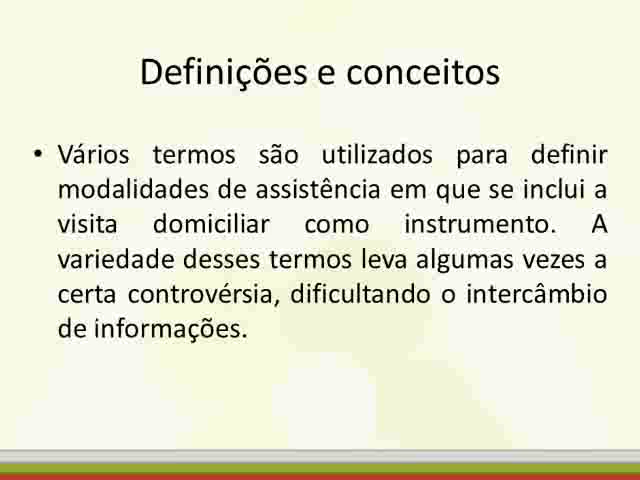 Definições e conceitos
• Vários termos são utilizados para definir
modalidades de assistência em que se inclui a
visita domiciliar como instrumento. A
variedade desses termos leva algumas vezes a
certa controvérsia, dificultando o intercâmbio
de informações.